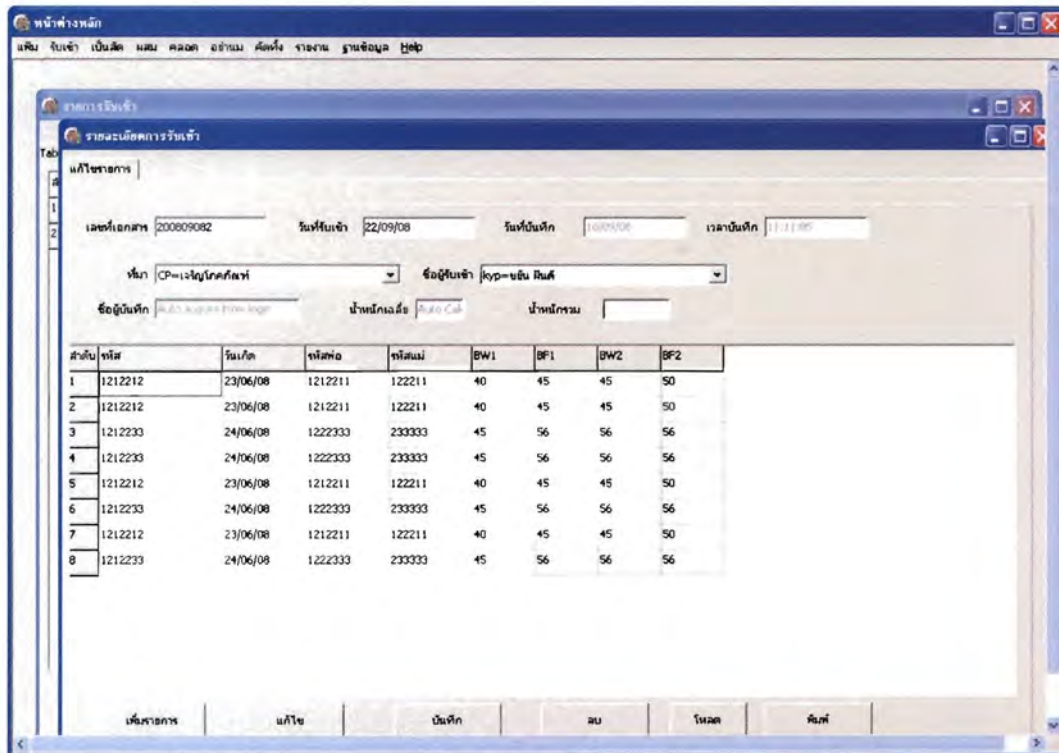 หน้าต่างหลัก
แฟ้ม รับเข้า เป็นสัด ผสม คลอด อย่านม คัดทิ้ง รายงาน ฐานข้อมูล Help
รายการรับเข้า
รายละเอียดการรับเข้า
Tab
แก้ไขรายการ
1
2
เลขที่เอกสาร 200809082 วันที่รับเข้า 22/09/08 วันที่บันทึก เวลาบันทึก
ที่มา CP=เจริญโภคภัณฑ์ ชื่อผู้รับเข้า kyp=ขยัน
ชื่อผู้บันทึก น้ำหนักเฉลี่ย Auto Cal น้ำหนักรวม
ลำดับ รหัส วันเกิด รหัสพ่อ รหัสแม่ BW1 BF1 BW2 BF2
1 1212212 23/06/08 1212211 122211 40 45 45 50
2 1212212 23/06/08 1212211 122211 40 45 45 50
3 1212233 24/06/08 1222333 233333 45 56 56 56
4 1212233 24/06/08 1222333 233333 45 56 56 56
5 1212212 23/06/08 1212211 122211 40 45 45 50
6 1212233 24/06/08 1222333 233333 45 56 56 56
7 1212212 23/06/08 1212211 122211 40 45 45 50
8 1212233 24/06/08 1222333 233333 45 56 56 56
เพิ่มรายการ แก้ไข บันทึก ลบ โหลด พิมพ์